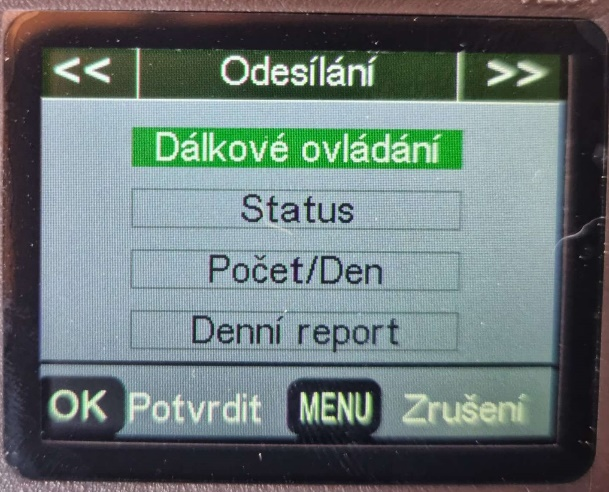 << Odesílání >>
Dálkové ovládání
Status
Počet/Den
Denní report
OK Potvrdit MENU Zrušení